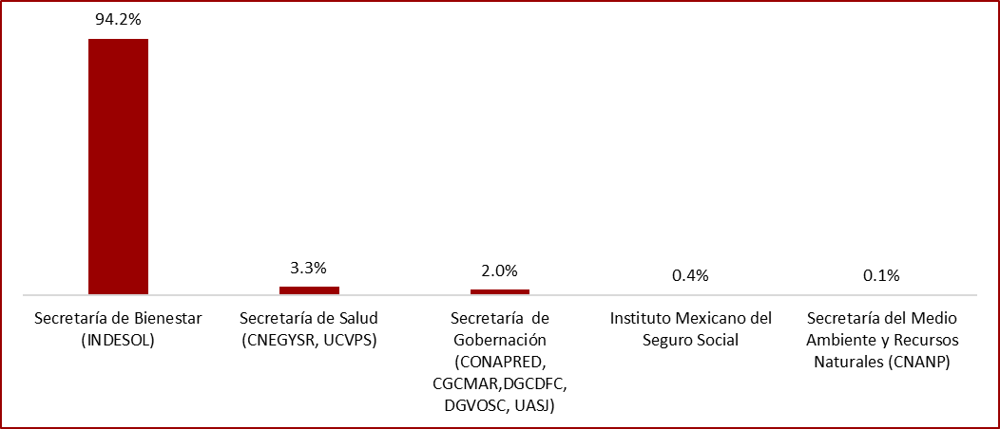 94.2%
3.3%
2.0%
0.4%
0.1%
Secretaría de Bienestar
(INDESOL)
Secretaría de Salud
(CNEGYSR, UCVPS)
Secretaría de
Gobernación
(CONAPRED,
CGCMAR,DGCDFC,
DGVOSC, UASJ)
Instituto Mexicano del
Seguro Social
Secretaría del Medio
Ambiente y Recursos
Naturales (CNANP)